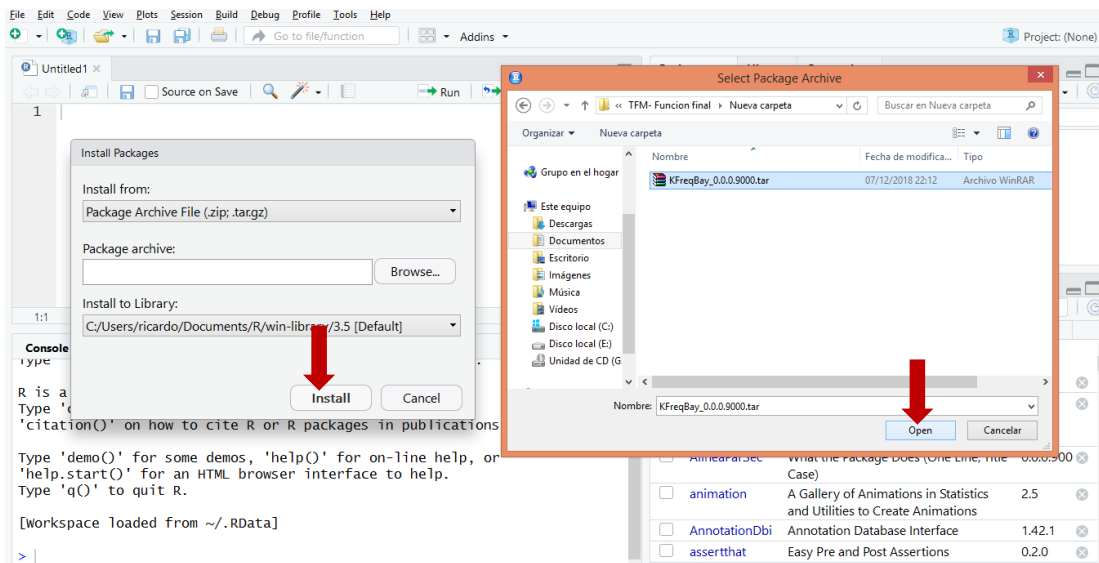 File Edit Code View Plots Session Build Debug Profile Tools Help
Go to file/function
Addins
Project: (None)
Untitled1
Source on Save
Run
1
1:1
Install Packages
Install from:
Package Archive File (.zip; .tar.gz)
Package archive:
Browse...
Install to Library:
C:/Users/ricardo/Documents/R/win-library/3.5 [Default]
Install
Cancel
Select Package Archive
« TFM- Funcion final Nueva carpeta
Buscar en Nueva carpeta
Organizar
Nueva carpeta
Grupo en el hogar
Este equipo
Descargas
Documentos
Escritorio
Imágenes
Música
Vídeos
Disco local (C:)
Disco local (E:)
Unidad de CD (G
Nombre
Fecha de modifica...
Tipo
KFreqBay_0.0.0.9000.tar
07/12/2018 22:12
Archivo WinRAR
Nombre:
KFreqBay_0.0.0.9000.tar
Open
Cancelar
Console
R is a
Type '
'citation()' on how to cite R or R packages in publications
Type 'demo()' for some demos, 'help()' for on-line help, or
'help.start()' for an HTML browser interface to help.
Type 'q()' to quit R.
[Workspace loaded from ~/.RData]
>
Case)
animation
A Gallery of Animations in Statistics
and Utilities to Create Animations
2.5
AnnotationDbi
Annotation Database Interface
1.42.1
assertthat
Easy Pre and Post Assertions
0.2.0